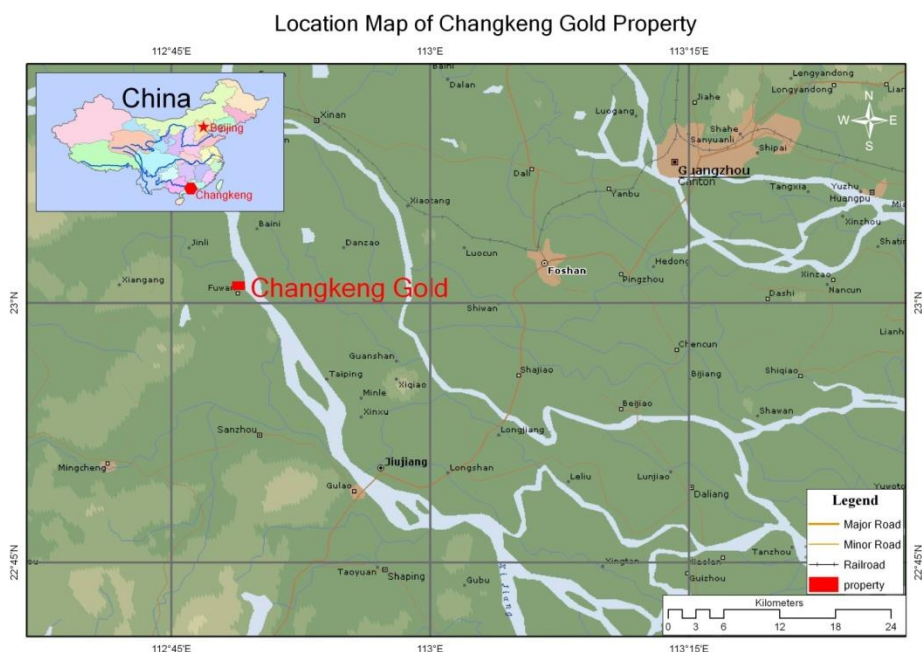 Location Map of Changkeng Gold Property
112°45'E
113°E
113°15'E
China
Beijing
Changkeng
Baini
Dalan
Xinan
Lengyandong
Longyandong
Lian
Jiahe
Luogang
Shahe
Sanyuanli
Shipai
N
W E
S
Guangzhou
Canton
Dali
Yanbu
Tangxia
Yuzhu
Huangpu
Xiaotang
Xinzhou
Baini
Jinli
Danzao
Luocun
Foshan
Hedong
Pingzhou
Xinzao
Nancun
Xiangang
Changkeng Gold
Dashi
23°N
23°N
Shiwan
Chencun
Guanshan
Taiping
Xiqiao
Shajiao
Bijiang
Shiqiao
Minle
Xinxu
Beijiao
Shawan
Sanzhou
Longjiang
Mingcheng
Jiujiang
Longshan
Leliu
Lunjiao
Gulao
Daliang
Legend
Major Road
Minor Road
Railroad
property
22°45'N
22°45'N
Tanzhou
Taoyuan
Shaping
Gubu
Xi Jiang
Guizhou
Kilometers
0 3 6 12 18 24
112°45'E
113°E
113°15'E